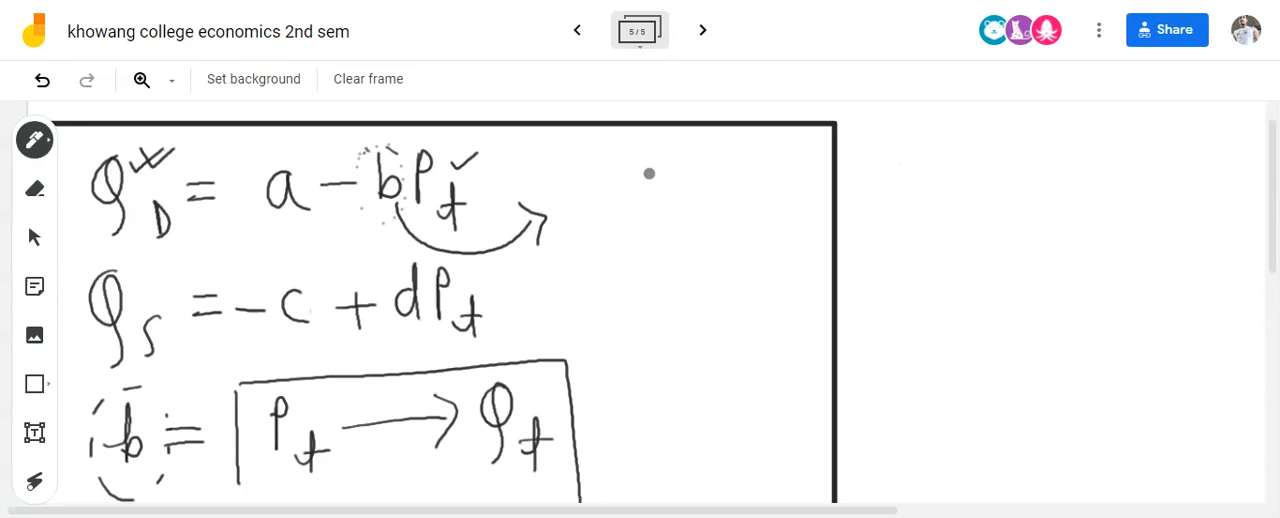 khowang college economics 2nd sem
5 / 5
Share
Set background
Clear frame
Q_D = a - bP_t
Q_S = -c + dP_t
b = P_t → Q_t